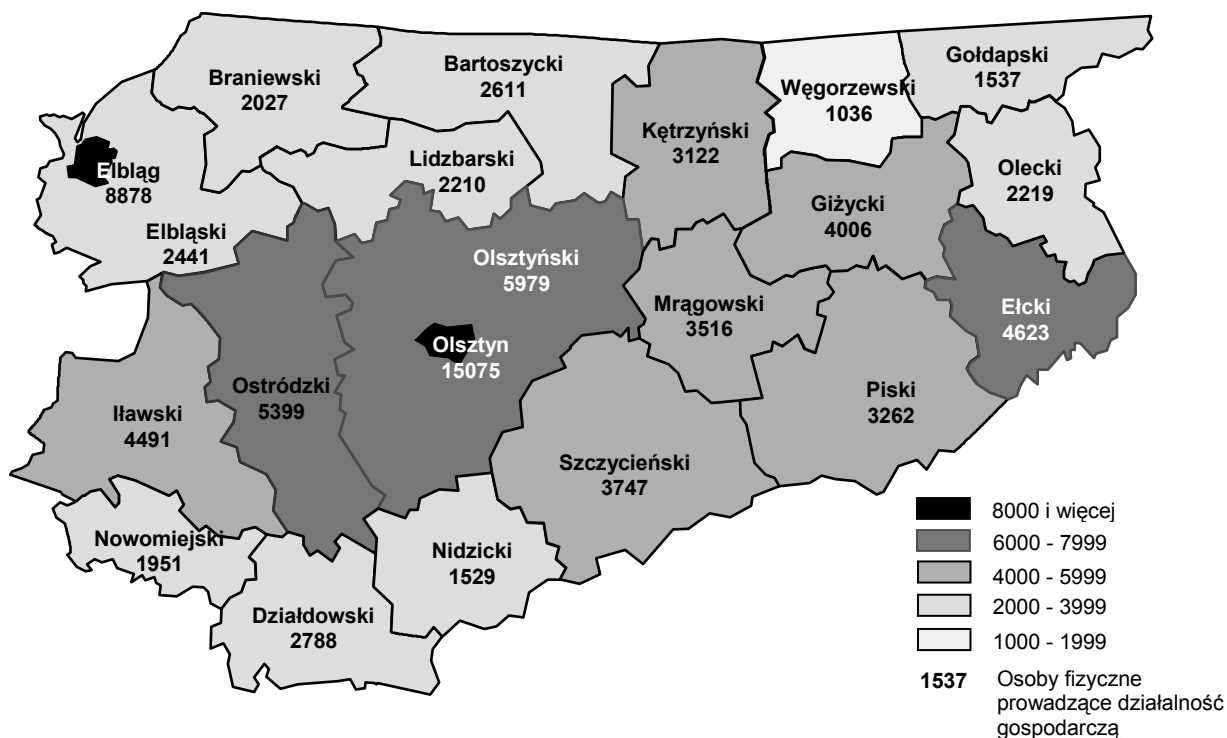 Braniewski
2027
Bartoszycki
2611
Węgorzewski
1036
Gołdapski
1537
Kętrzyński
3122
Elbląg
8878
Lidzbarski
2210
Olecki
2219
Giżycki
4006
Elbląski
2441
Olsztyński
5979
Mrągowski
3516
Ełcki
4623
Olsztyn
15075
Ostródzki
5399
Piski
3262
Iławski
4491
Szczycieński
3747
Nowomiejski
1951
Nidzicki
1529
Działdowski
2788
8000 i więcej
6000 - 7999
4000 - 5999
2000 - 3999
1000 - 1999
1537 Osoby fizyczne
prowadzące działalność
gospodarczą